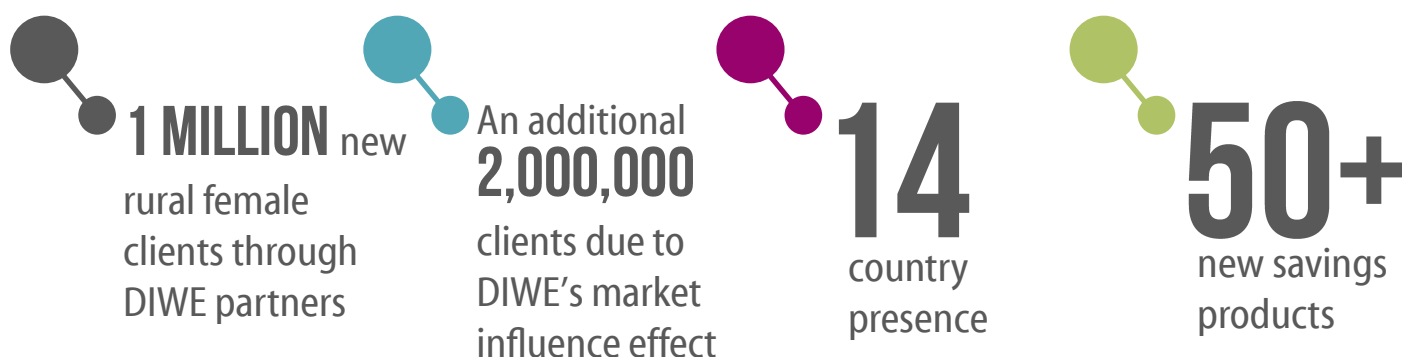 1 MILLION new
rural female
clients through
DIWE partners
An additional
2,000,000
clients due to
DIWE’s market
influence effect
14
country
presence
50+
new savings
products